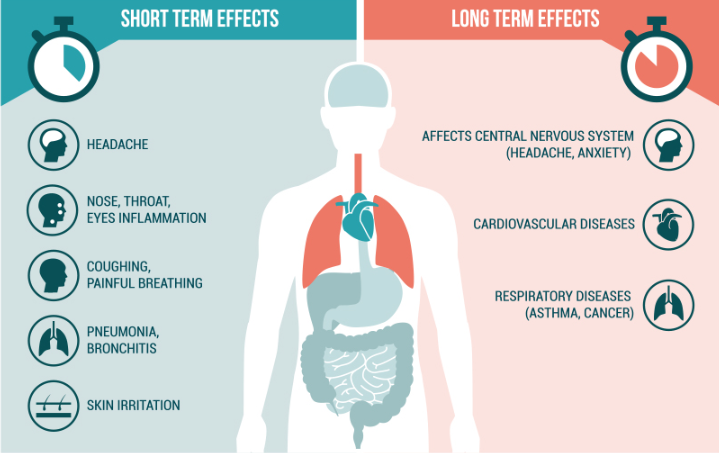 SHORT TERM EFFECTS
HEADACHE
NOSE, THROAT,
EYES INFLAMMATION
COUGHING,
PAINFUL BREATHING
PNEUMONIA,
BRONCHITIS
SKIN IRRITATION
LONG TERM EFFECTS
AFFECTS CENTRAL NERVOUS SYSTEM
(HEADACHE, ANXIETY)
CARDIOVASCULAR DISEASES
RESPIRATORY DISEASES
(ASTHMA, CANCER)